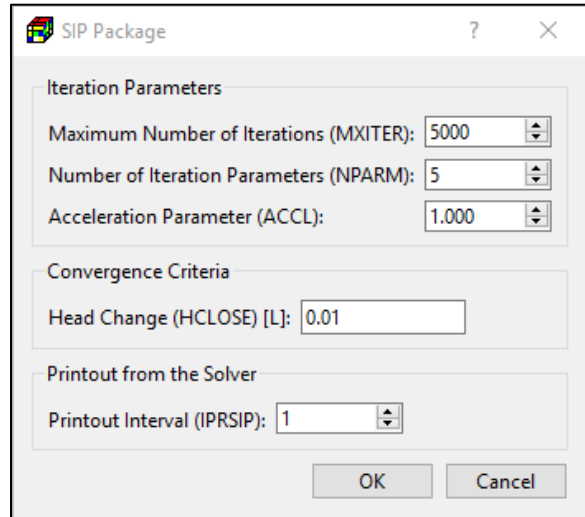 SIP Package ?
Iteration Parameters
Maximum Number of Iterations (MXITER): 5000
Number of Iteration Parameters (NPARM): 5
Acceleration Parameter (ACCL): 1.000
Convergence Criteria
Head Change (HCLOSE) [L]: 0.01
Printout from the Solver
Printout Interval (IPRSIP): 1
OK Cancel